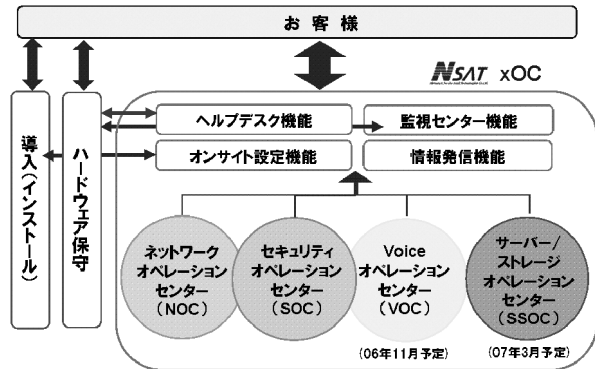 お客様
NSAT xOC
導入(インストール)
ハードウェア保守
ヘルプデスク機能
監視センター機能
オンサイト設定機能
情報発信機能
ネットワーク
オペレーション
センター
(NOC)
セキュリティ
オペレーション
センター
(SOC)
Voice
オペレーション
センター
(VOC)
サーバー/
ストレージ
オペレーション
センター
(SSOC)
(06年11月予定)
(07年3月予定)